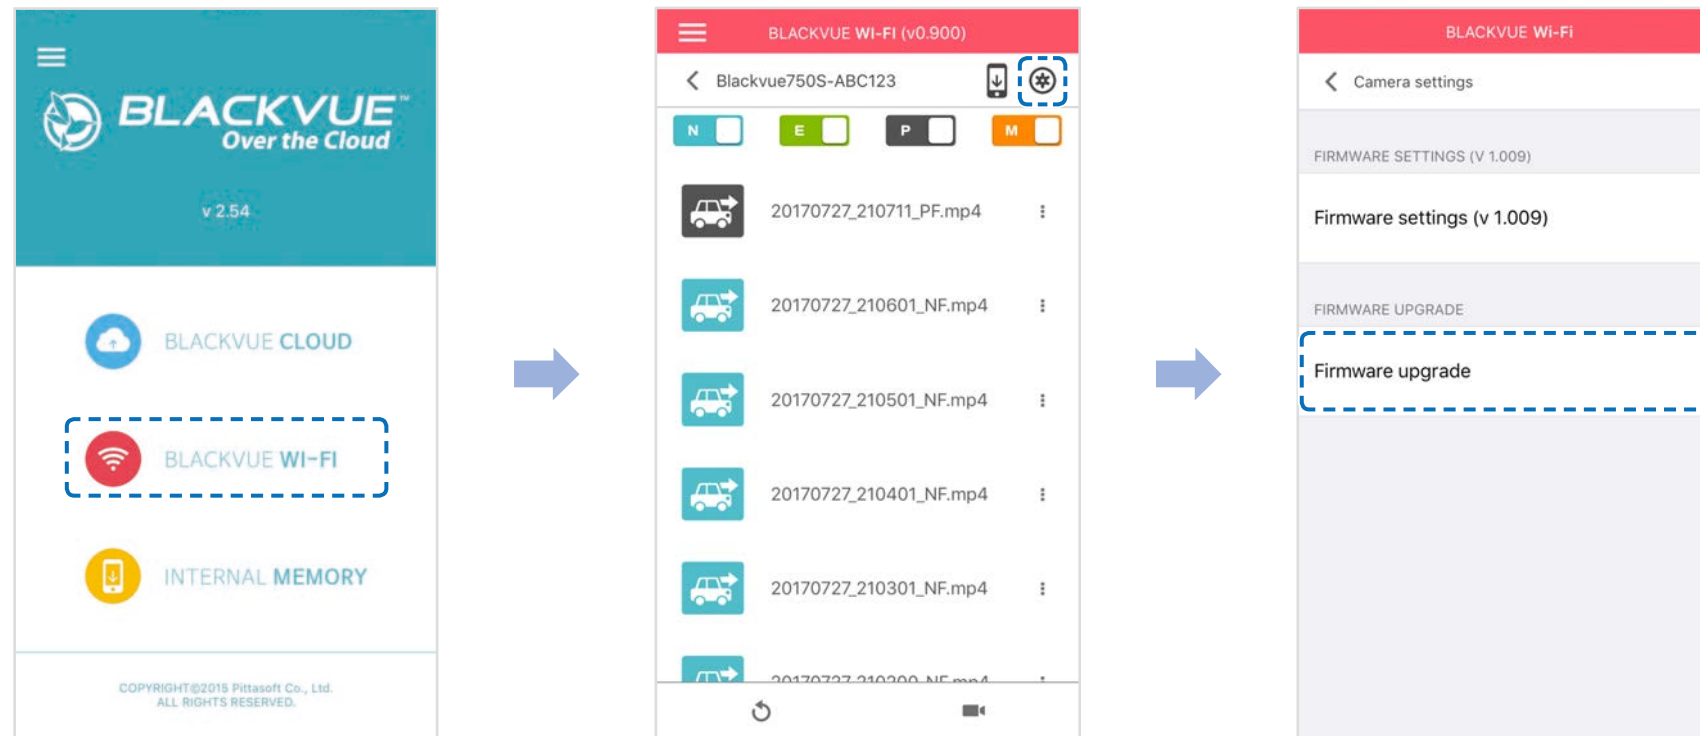 BLACKVUE™
Over the Cloud
v 2.54
BLACKVUE CLOUD
BLACKVUE WI-FI
INTERNAL MEMORY
COPYRIGHT©2015 Pittasoft Co., Ltd.
ALL RIGHTS RESERVED.
BLACKVUE WI-FI (v0.900)
Blackvue750S-ABC123
N E P M
20170727_210711_PF.mp4
20170727_210601_NF.mp4
20170727_210501_NF.mp4
20170727_210401_NF.mp4
20170727_210301_NF.mp4
BLACKVUE Wi-Fi
Camera settings
FIRMWARE SETTINGS (V 1.009)
Firmware settings (v 1.009)
FIRMWARE UPGRADE
Firmware upgrade